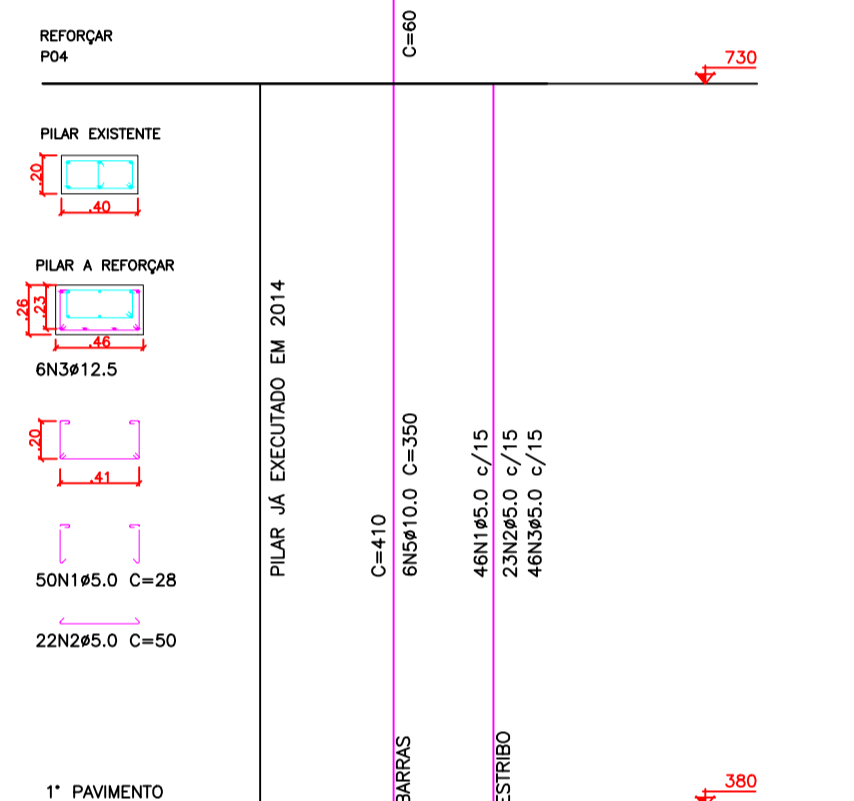 REFORÇAR
P04
C=60
730
PILAR EXISTENTE
.20
.40
PILAR A REFORÇAR
.26
.23
.46
6N3ø12.5
.20
.41
50N1ø5.0 C=28
22N2ø5.0 C=50
PILAR JÁ EXECUTADO EM 2014
C=410
6N5ø10.0 C=350
46N1ø5.0 c/15
23N2ø5.0 c/15
46N3ø5.0 c/15
BARRAS
ESTRIBO
1° PAVIMENTO
380